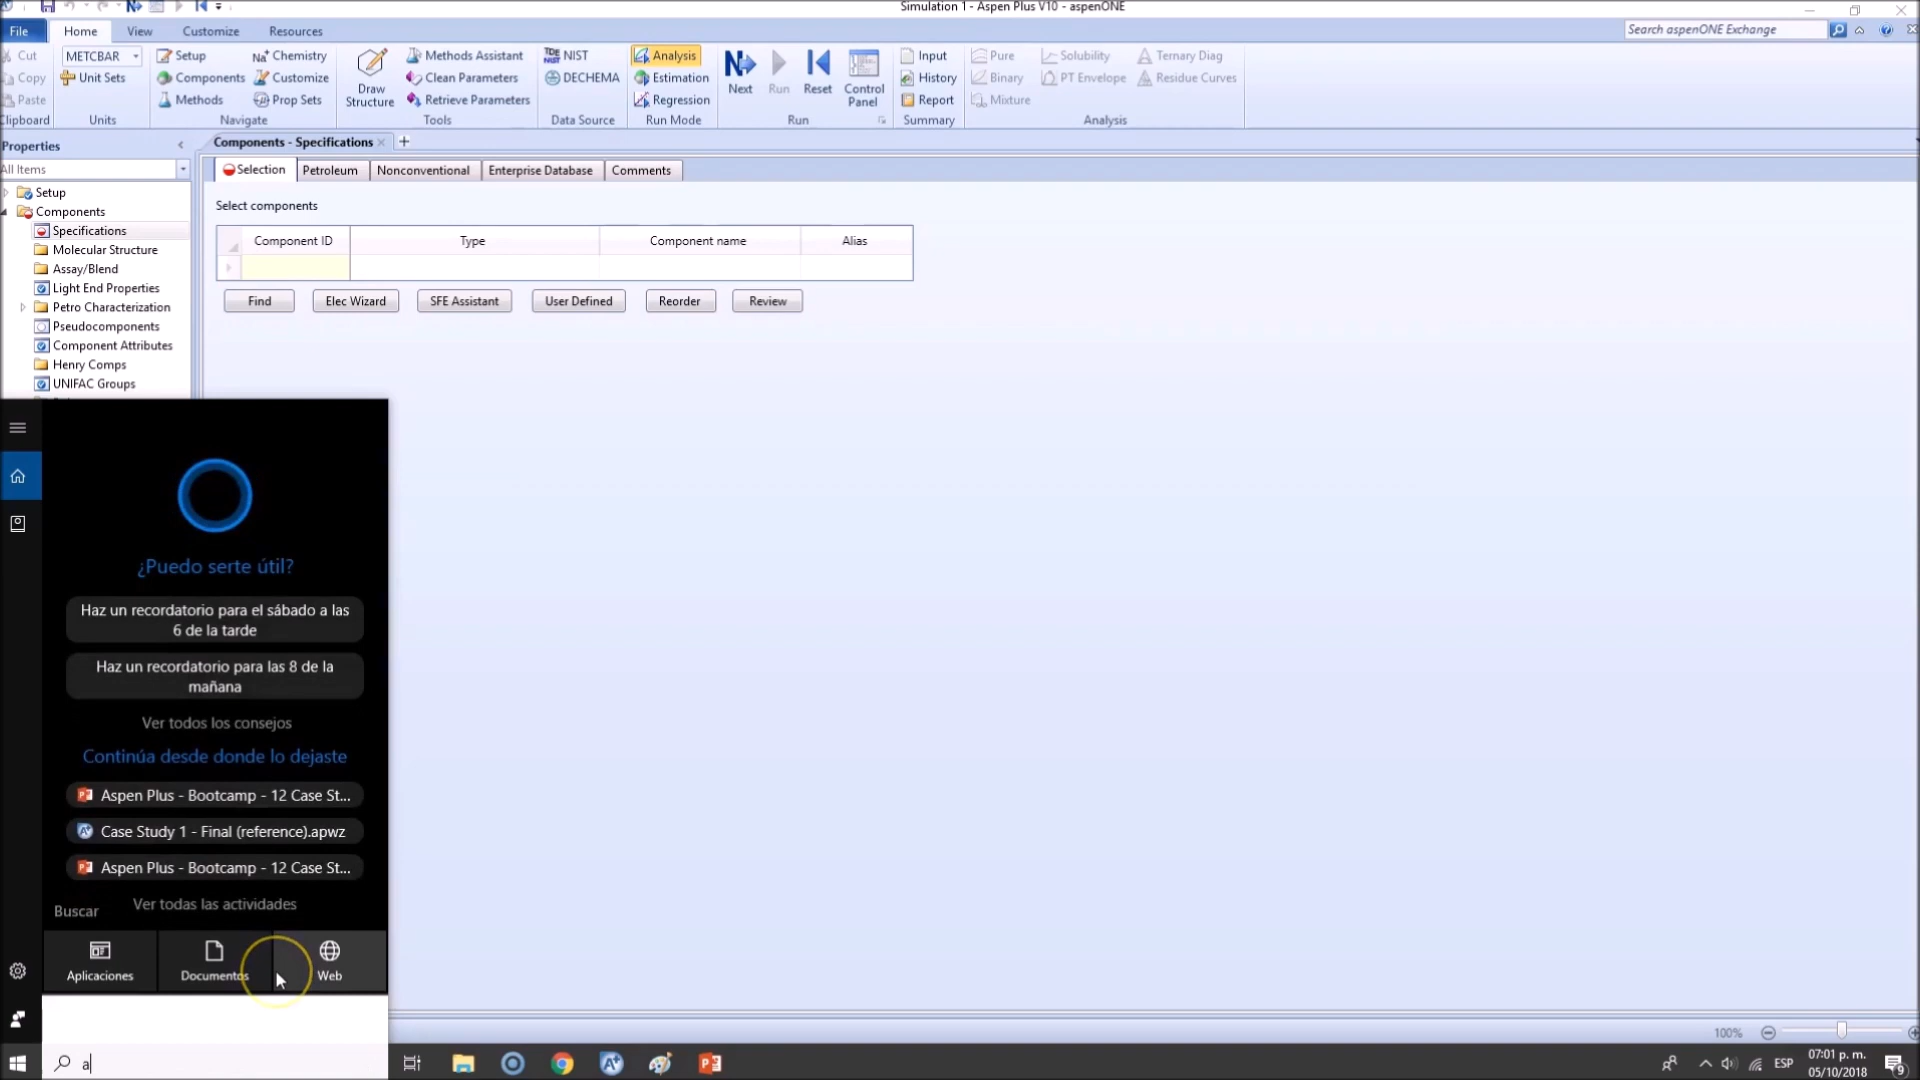 Simulation 1 - Aspen Plus V10 - aspenONE
File
Home
View
Customize
Resources
Search aspenONE Exchange
Cut
METCBAR
Setup
Na⁺ Chemistry
Methods Assistant
NIST
Analysis
Input
Pure
Solubility
Ternary Diag
Copy
Unit Sets
Components
Customize
Clean Parameters
DECHEMA
Estimation
History
Binary
PT Envelope
Residue Curves
Paste
Methods
Prop Sets
Draw Structure
Retrieve Parameters
Regression
Next
Run
Reset
Control Panel
Report
Mixture
Clipboard
Units
Navigate
Tools
Data Source
Run Mode
Run
Summary
Analysis
Properties
Components - Specifications
All Items
Selection
Petroleum
Nonconventional
Enterprise Database
Comments
Setup
Components
Specifications
Molecular Structure
Assay/Blend
Light End Properties
Petro Characterization
Pseudocomponents
Component Attributes
Henry Comps
UNIFAC Groups
Select components
Component ID
Type
Component name
Alias
Find
Elec Wizard
SFE Assistant
User Defined
Reorder
Review
¿Puedo serte útil?
Haz un recordatorio para el sábado a las
6 de la tarde
Haz un recordatorio para las 8 de la
mañana
Ver todos los consejos
Continúa desde donde lo dejaste
Aspen Plus - Bootcamp - 12 Case St...
Case Study 1 - Final (reference).apwz
Aspen Plus - Bootcamp - 12 Case St...
Ver todas las actividades
Buscar
Aplicaciones
Documentos
Web
a
100%
ESP
07:01 p. m.
05/10/2018
9